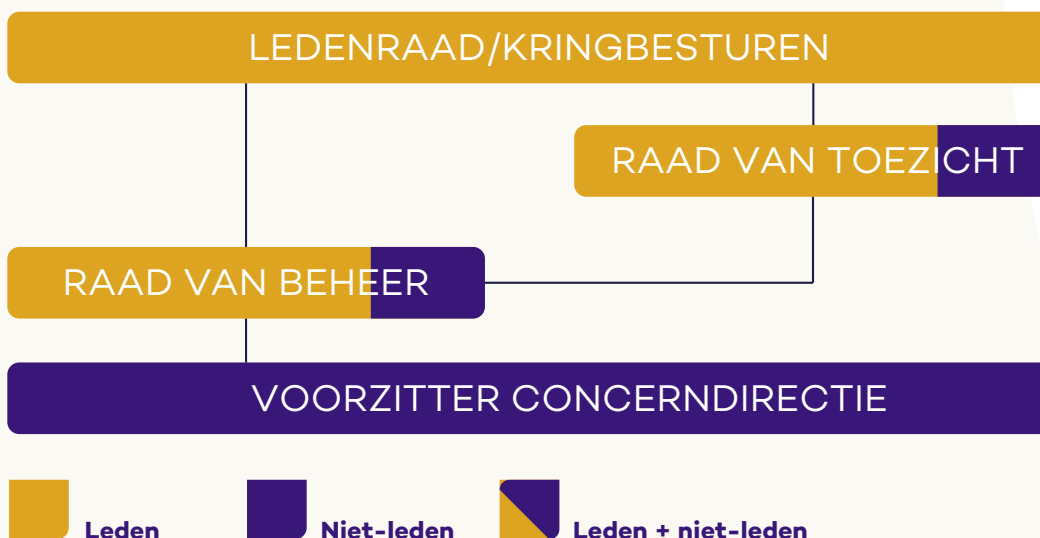 LEDENRAAD/KRINGBESTUREN
RAAD VAN TOEZICHT
RAAD VAN BEHEER
VOORZITTER CONCERNDIRECTIE
Leden
Niet-leden
Leden + niet-leden